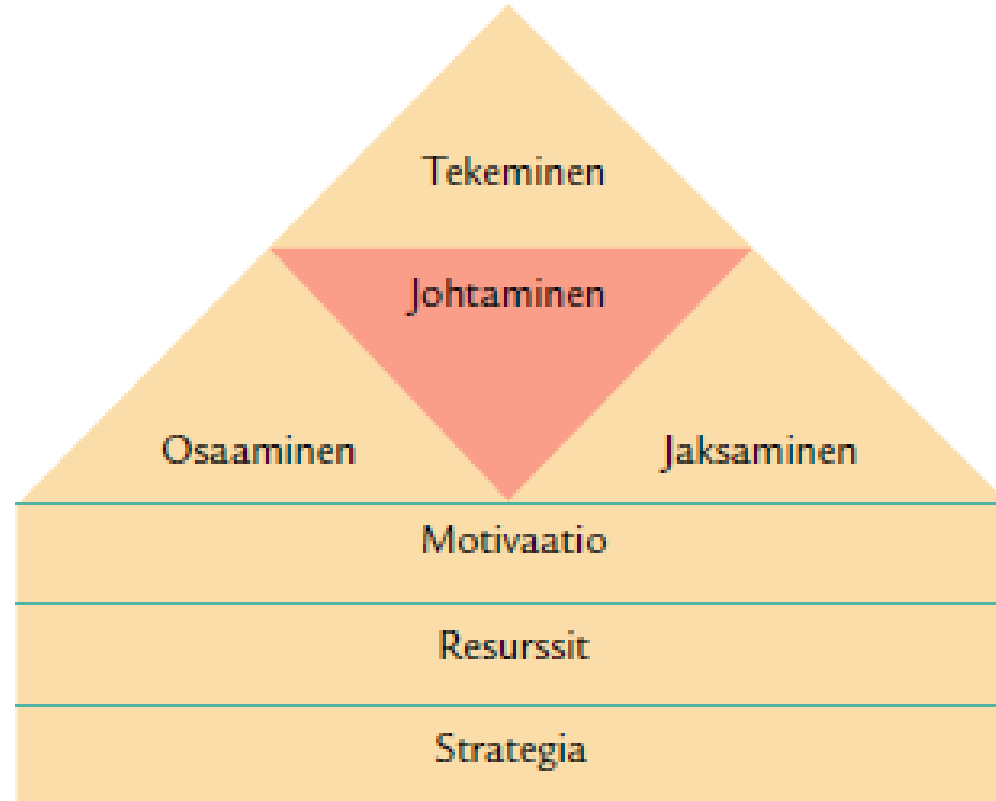 Tekeminen
Johtaminen
Osaaminen
Jaksaminen
Motivaatio
Resurssit
Strategia